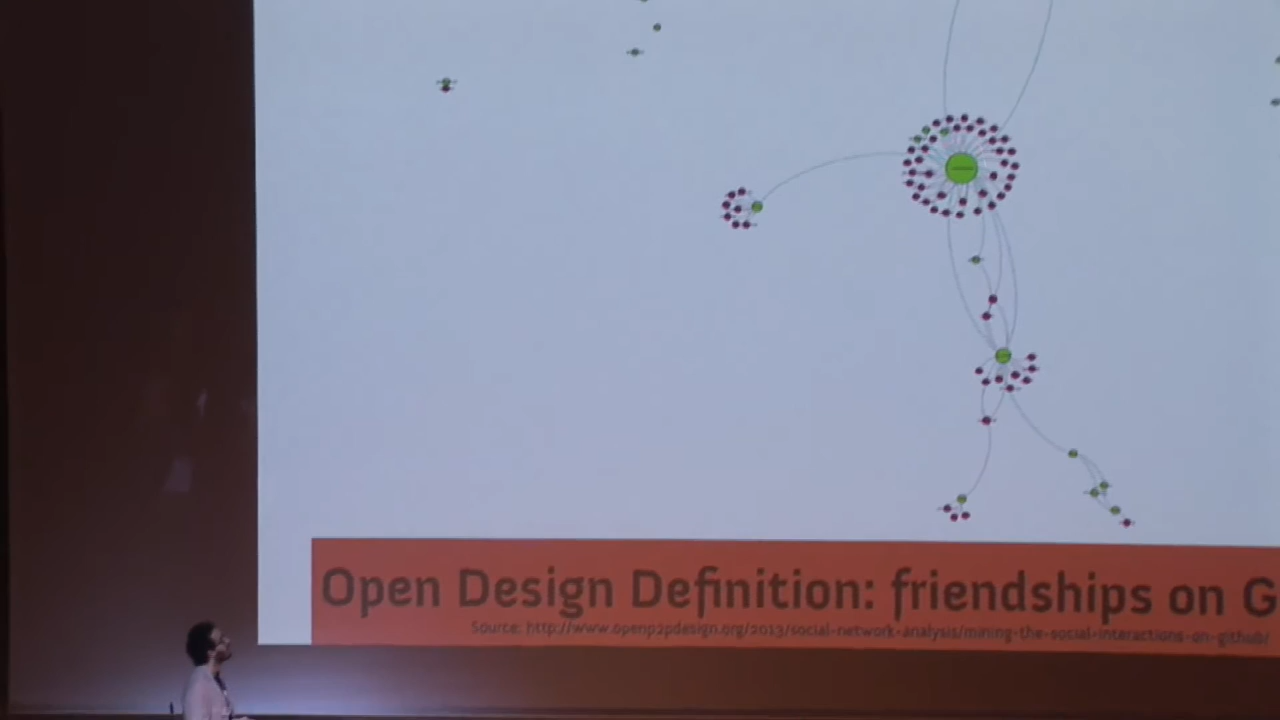 Open Design Definition: friendships on G
Source: http://www.openp2pdesign.org/2013/social-network-analysis/mining-the-social-interactions-on-github/